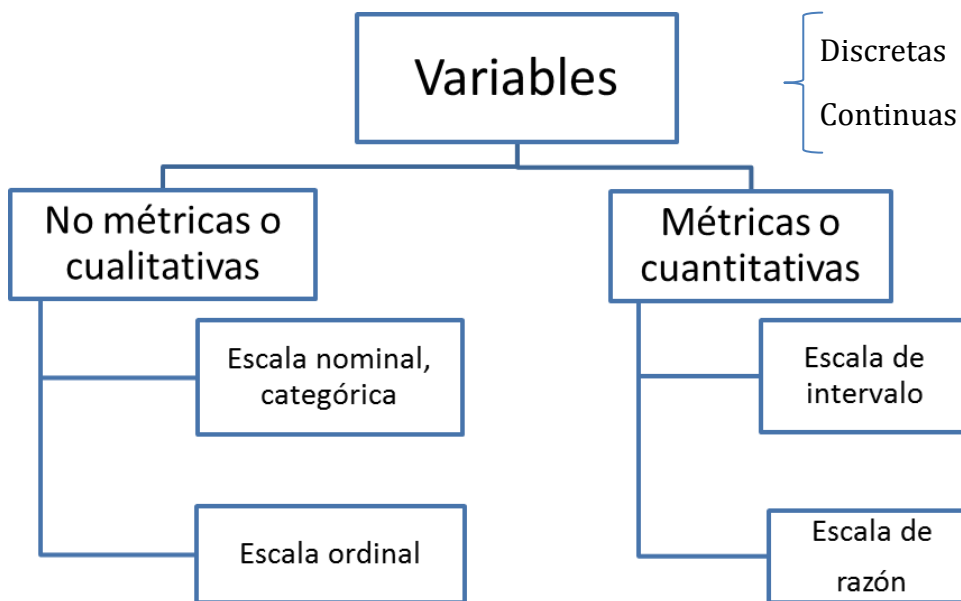 Variables
Discretas
Continuas
No métricas o
cualitativas
Escala nominal,
categórica
Escala ordinal
Métricas o
cuantitativas
Escala de
intervalo
Escala de
razón